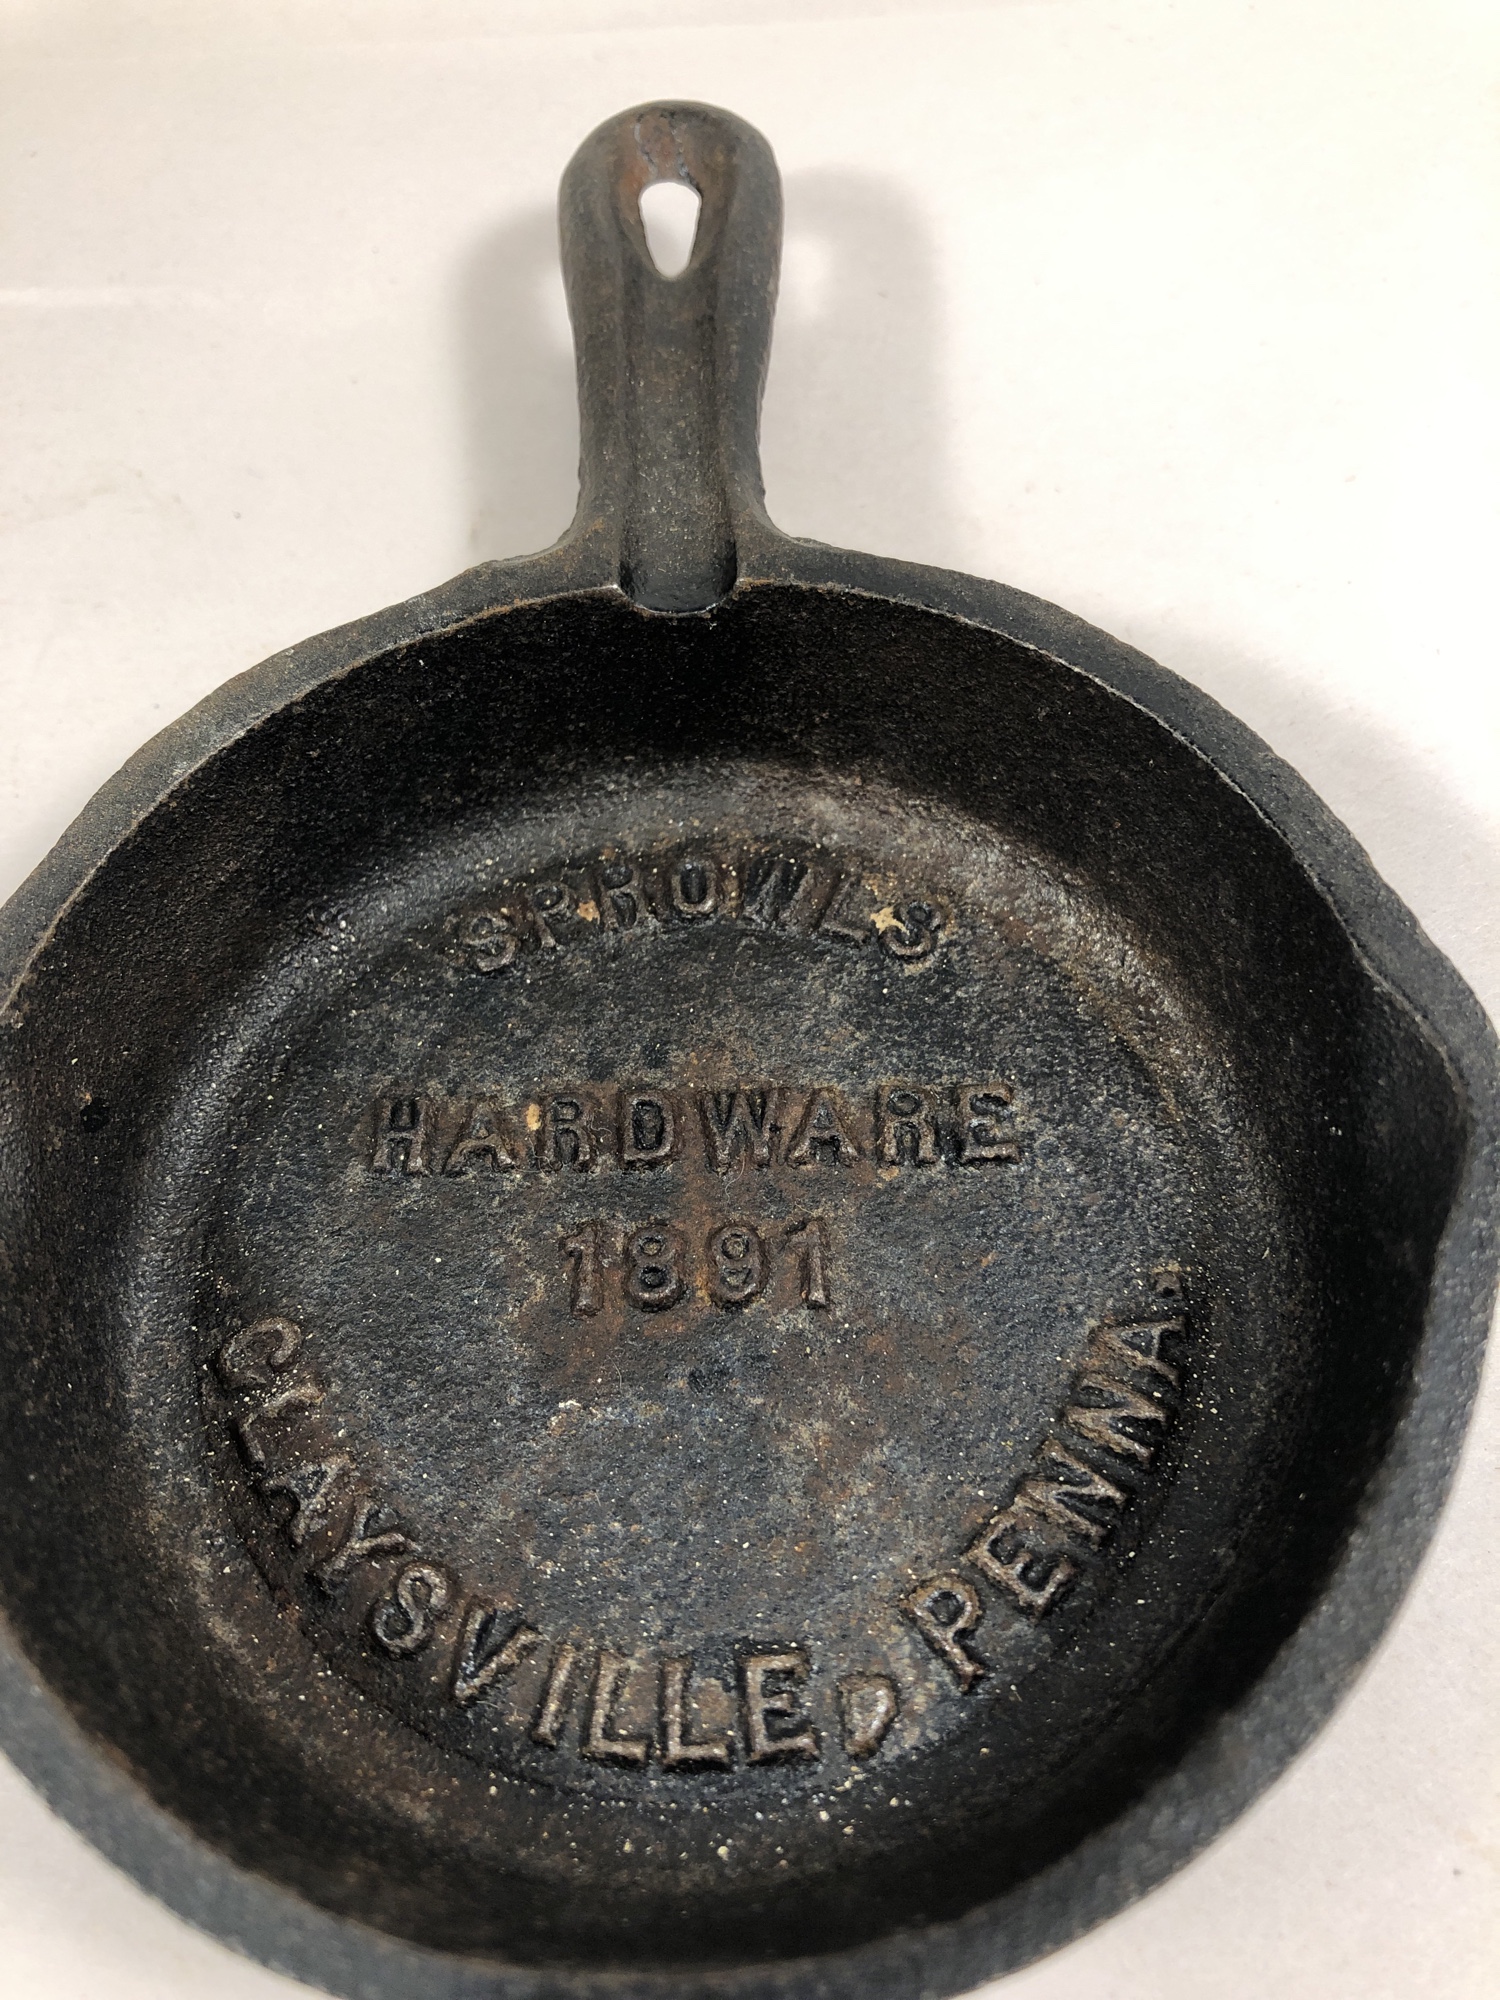 SPROWLS
HARDWARE
1891
CLAYSVILLE, PENNA.